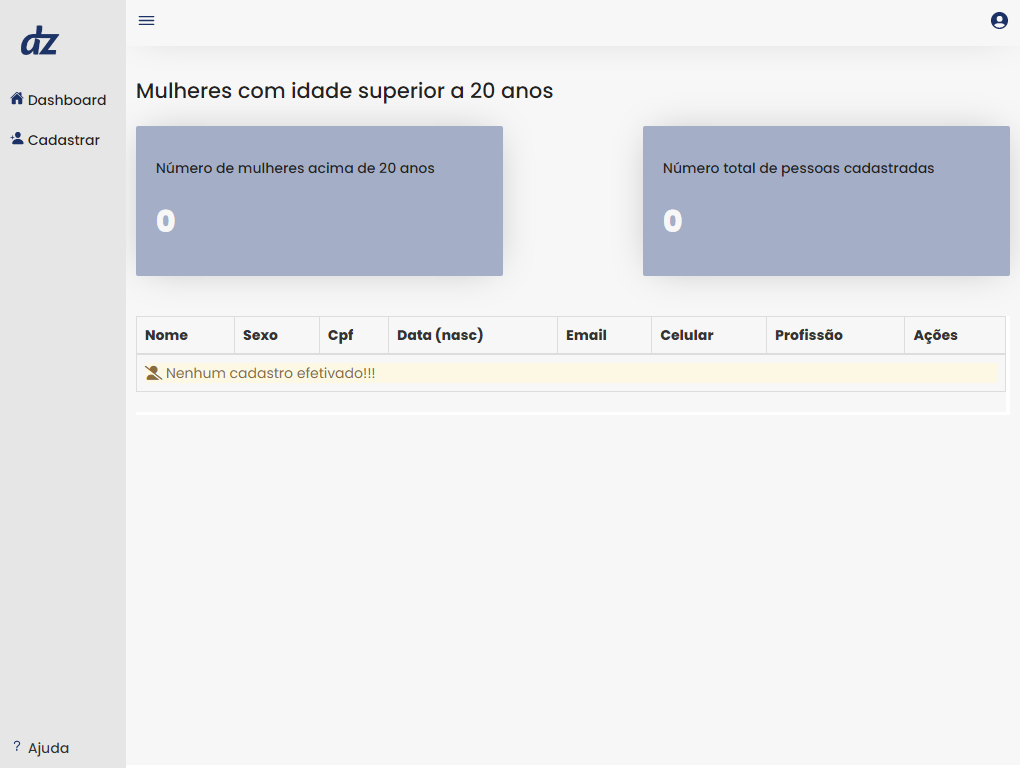 dz
Dashboard
Cadastrar
Mulheres com idade superior a 20 anos
Número de mulheres acima de 20 anos
0
Número total de pessoas cadastradas
0
Nome Sexo Cpf Data (nasc) Email Celular Profissão Ações
Nenhum cadastro efetivado!!!
? Ajuda